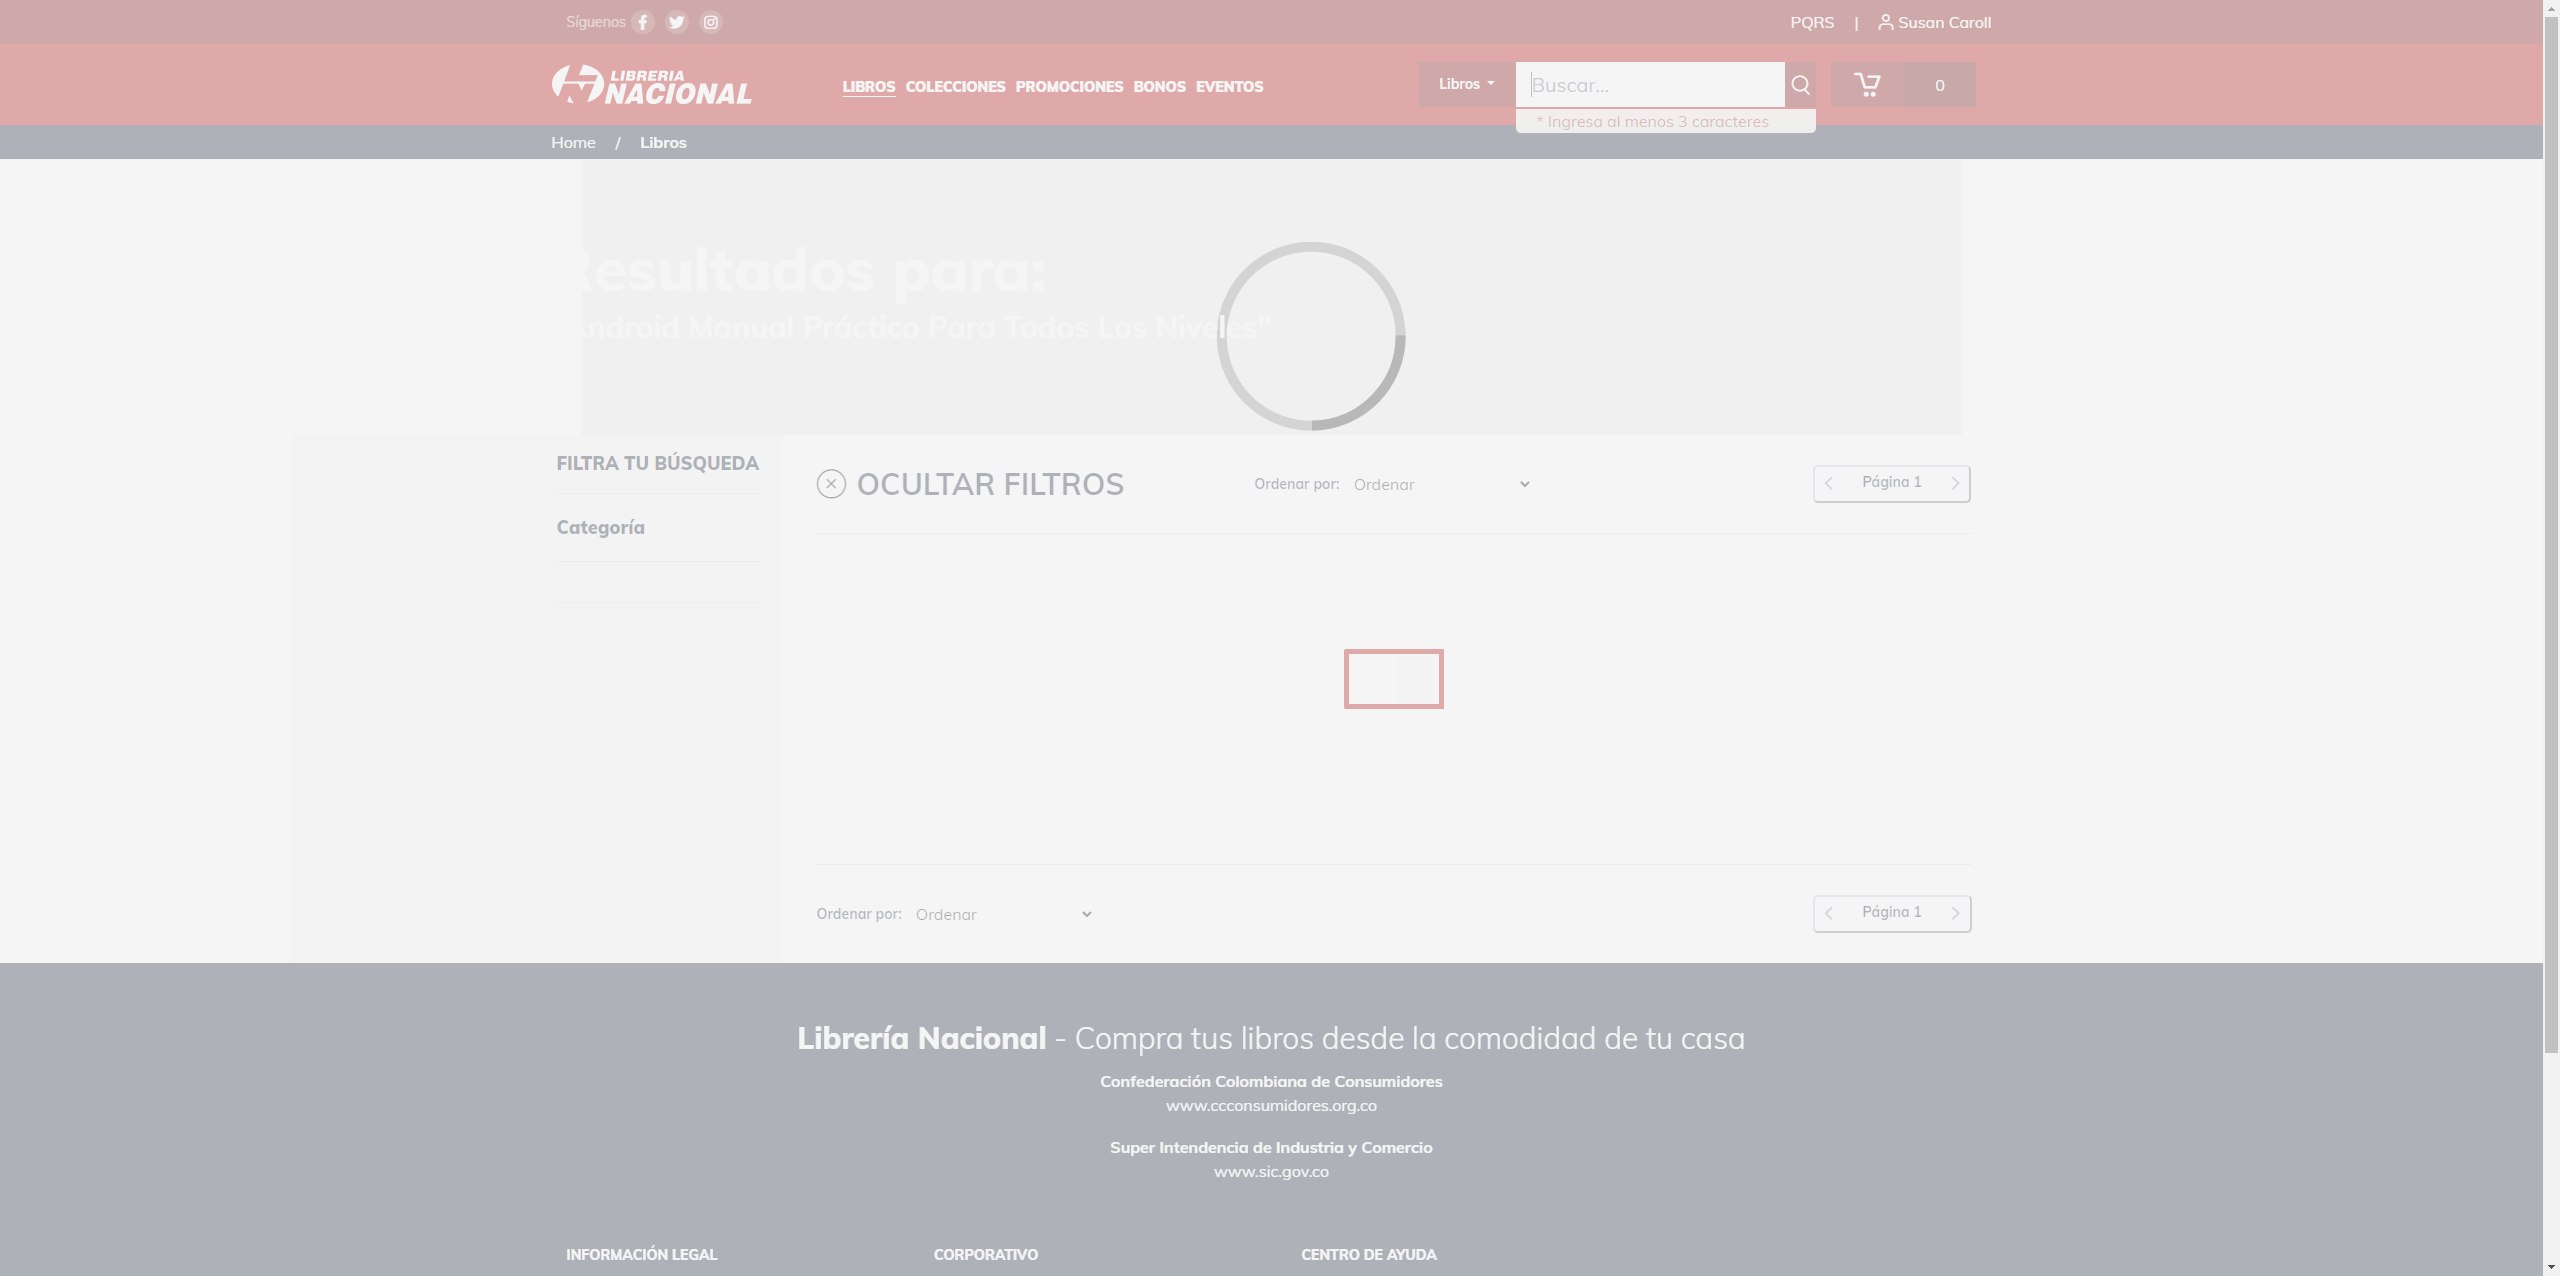 Síguenos
PQRS | Susan Caroll
LIBRERIA
NACIONAL
LIBROS COLECCIONES PROMOCIONES BONOS EVENTOS
Libros
Buscar...
0
* Ingresa al menos 3 caracteres
Home / Libros
Resultados para:
Android Manual Práctico Para Todos Los Niveles"
FILTRA TU BÚSQUEDA
Categoría
OCULTAR FILTROS
Ordenar por: Ordenar
Página 1
Ordenar por: Ordenar
Página 1
Librería Nacional - Compra tus libros desde la comodidad de tu casa
Confederación Colombiana de Consumidores
www.ccconsumidores.org.co
Super Intendencia de Industria y Comercio
www.sic.gov.co
INFORMACIÓN LEGAL
CORPORATIVO
CENTRO DE AYUDA